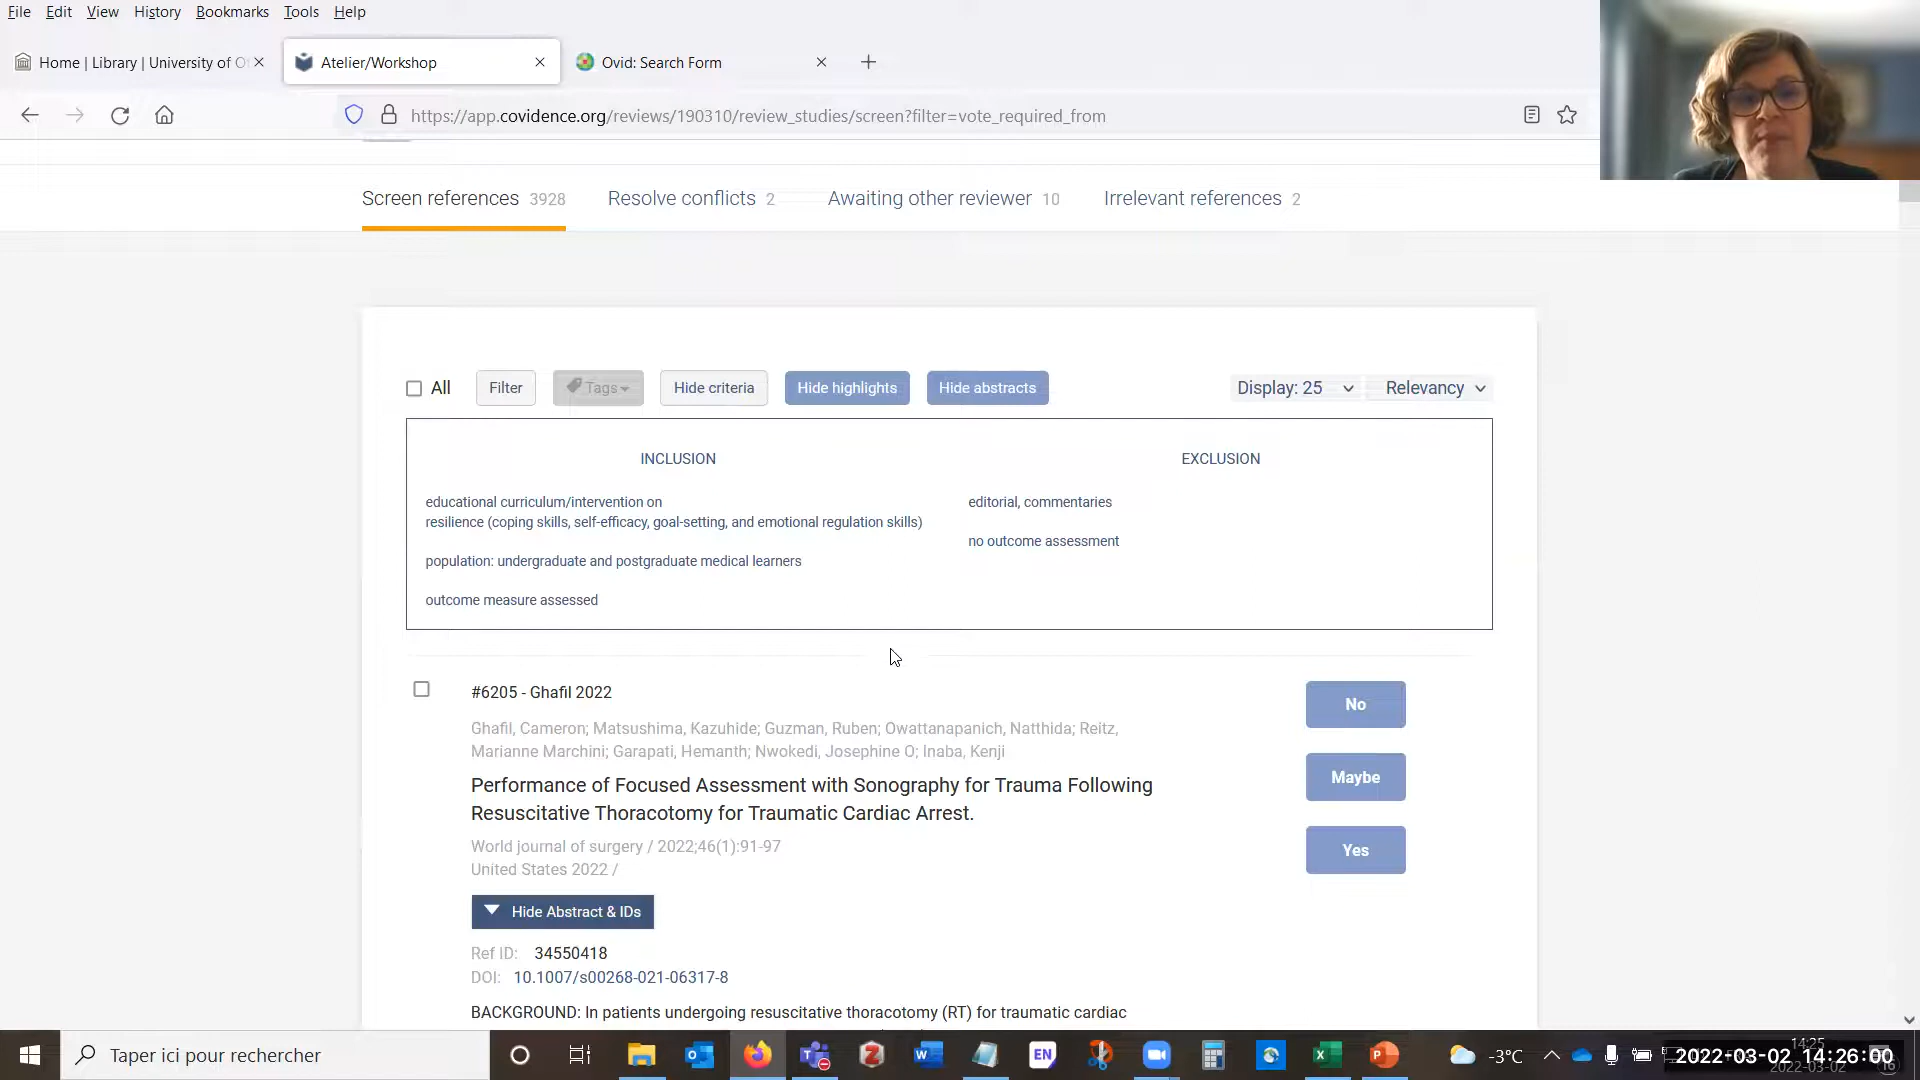 File Edit View History Bookmarks Tools Help
Home | Library | University of O
Atelier/Workshop
Ovid: Search Form
https://app.covidence.org/reviews/190310/review_studies/screen?filter=vote_required_from
Screen references 3928 Resolve conflicts 2 Awaiting other reviewer 10 Irrelevant references 2
All Filter Tags Hide criteria Hide highlights Hide abstracts Display: 25 Relevancy
INCLUSION
educational curriculum/intervention on
resilience (coping skills, self-efficacy, goal-setting, and emotional regulation skills)
population: undergraduate and postgraduate medical learners
outcome measure assessed
EXCLUSION
editorial, commentaries
no outcome assessment
#6205 - Ghafil 2022
Ghafil, Cameron; Matsushima, Kazuhide; Guzman, Ruben; Owattanapanich, Natthida; Reitz,
Marianne Marchini; Garapati, Hemanth; Nwokedi, Josephine O; Inaba, Kenji
Performance of Focused Assessment with Sonography for Trauma Following
Resuscitative Thoracotomy for Traumatic Cardiac Arrest.
World journal of surgery / 2022;46(1):91-97
United States 2022 /
Hide Abstract & IDs
Ref ID: 34550418
DOI: 10.1007/s00268-021-06317-8
BACKGROUND: In patients undergoing resuscitative thoracotomy (RT) for traumatic cardiac
No
Maybe
Yes
Taper ici pour rechercher
EN
-3°C
14:25
2022-03-02 14:26:00
2022-03-02
16